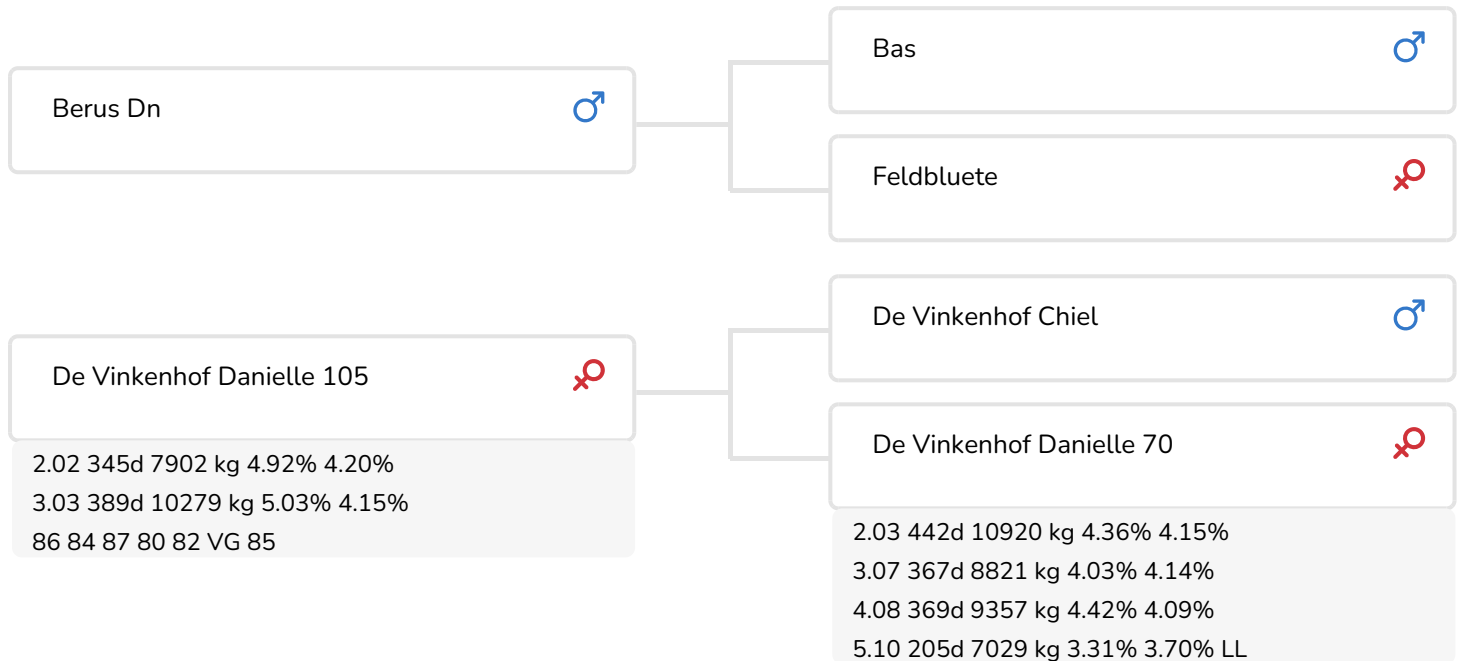 Berus Dn
Bas
Feldbluete
De Vinkenhof Danielle 105
2.02 345d 7902 kg 4.92% 4.20%
3.03 389d 10279 kg 5.03% 4.15%
86 84 87 80 82 VG 85
De Vinkenhof Chiel
De Vinkenhof Danielle 70
2.03 442d 10920 kg 4.36% 4.15%
3.07 367d 8821 kg 4.03% 4.14%
4.08 369d 9357 kg 4.42% 4.09%
5.10 205d 7029 kg 3.31% 3.70% LL